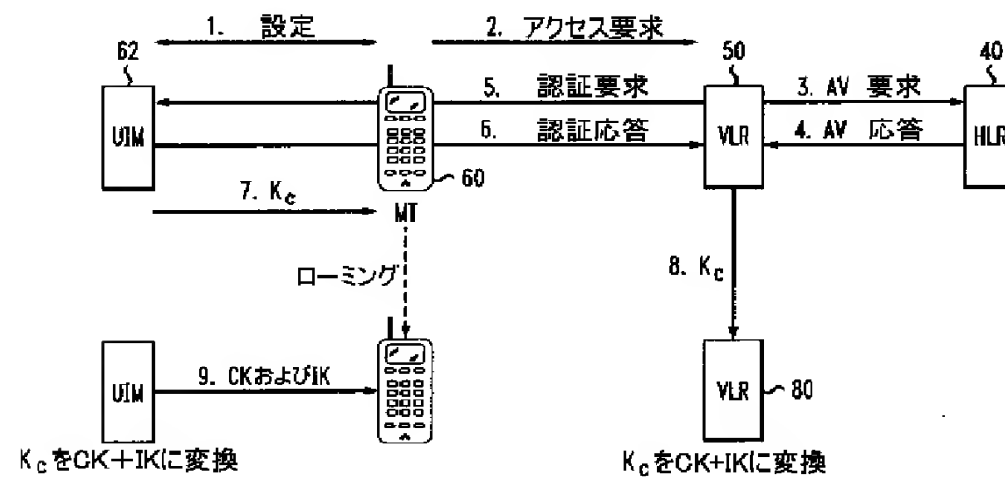 1. 設定
2. アクセス要求
62
50
40
5. 認証要求
3. AV 要求
UIM
6. 認証応答
VLR
4. AV 応答
HLR
60
7. Kc
MT
ローミング
8. Kc
UIM
9. CKおよびIK
VLR
80
KcをCK+IKに変換
KcをCK+IKに変換